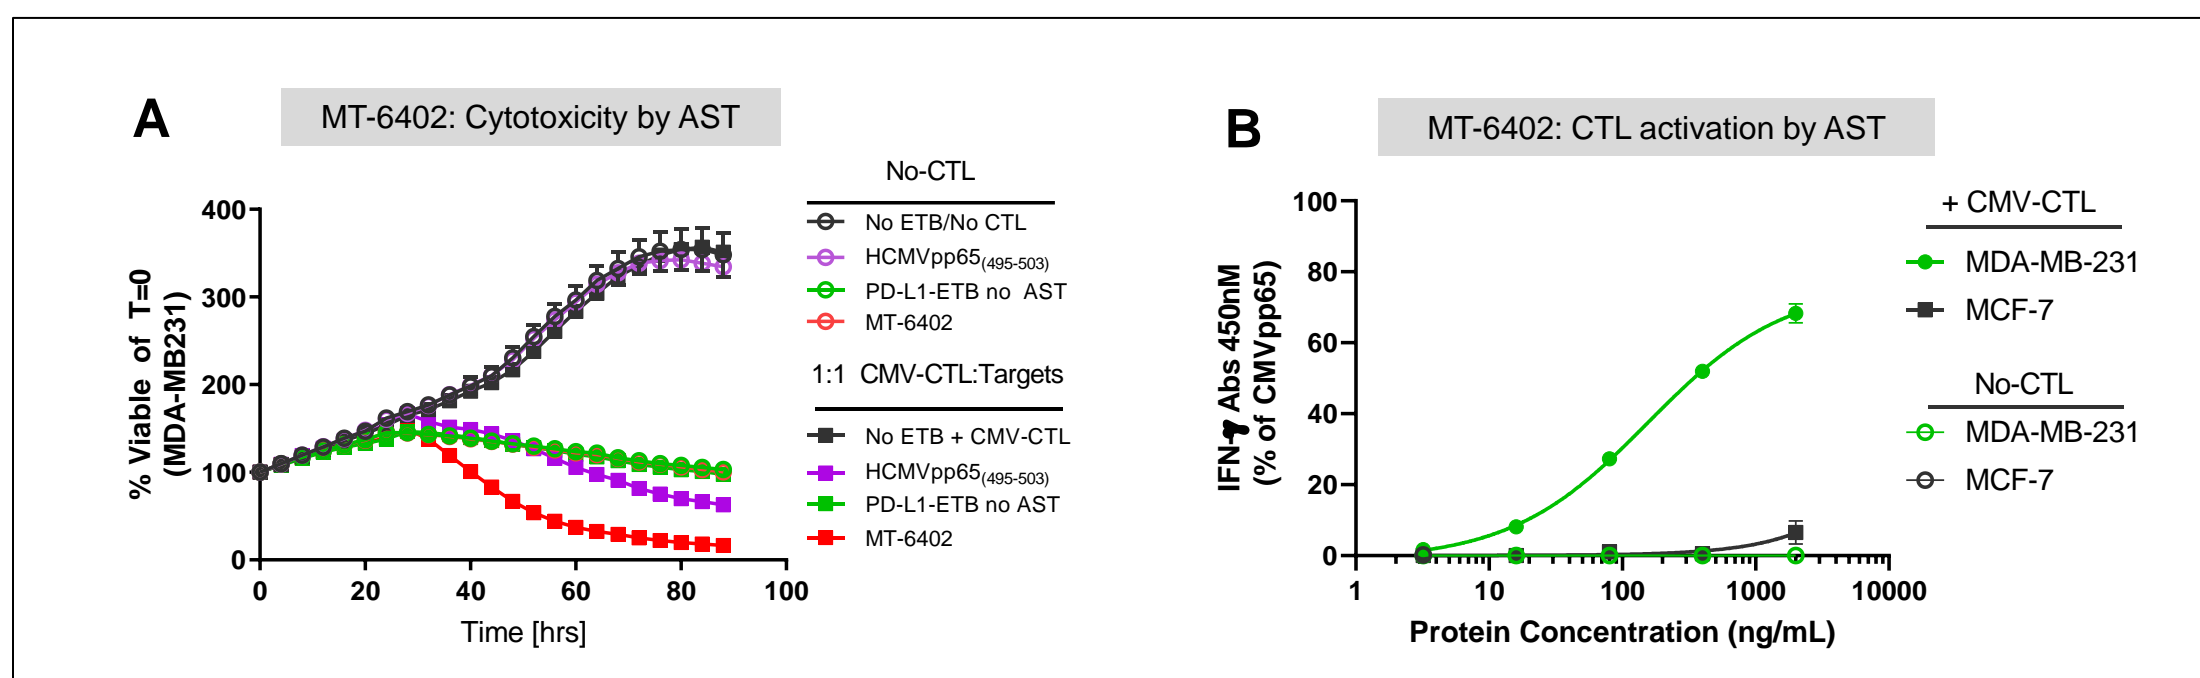 A
MT-6402: Cytotoxicity by AST
% Viable of T=0
(MDA-MB231)
400
300
200
100
0
0 20 40 60 80 100
Time [hrs]
No-CTL
No ETB/No CTL
HCMVpp65(495-503)
PD-L1-ETB no AST
MT-6402
1:1 CMV-CTL:Targets
No ETB + CMV-CTL
HCMVpp65(495-503)
PD-L1-ETB no AST
MT-6402
B
MT-6402: CTL activation by AST
IFN-γ Abs 450nM
(% of CMVpp65)
100
80
60
40
20
0
1 10 100 1000 10000
Protein Concentration (ng/mL)
+ CMV-CTL
MDA-MB-231
MCF-7
No-CTL
MDA-MB-231
MCF-7